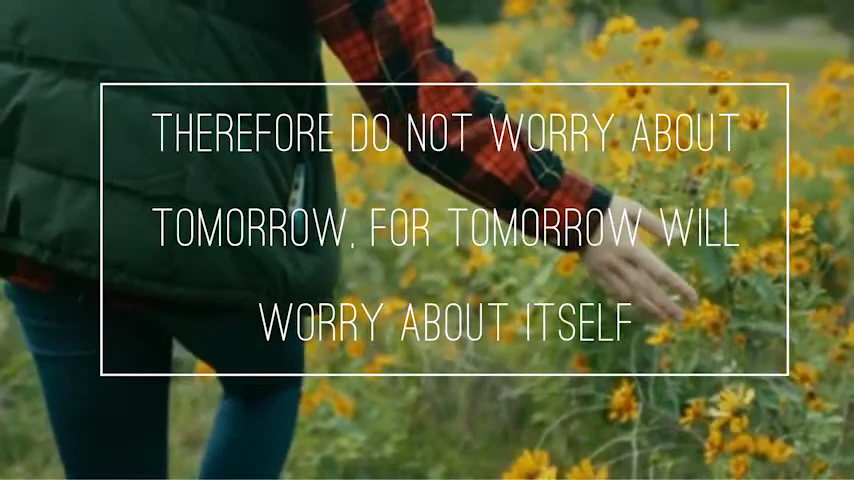 THEREFORE DO NOT WORRY ABOUT
TOMORROW, FOR TOMORROW WILL
WORRY ABOUT ITSELF